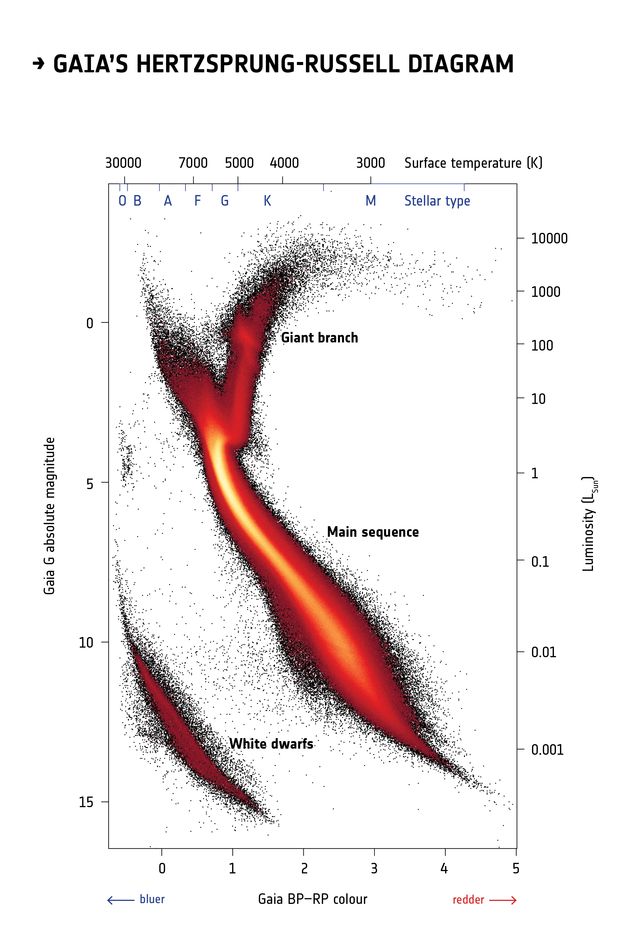 → GAIA'S HERTZSPRUNG-RUSSELL DIAGRAM
30000 7000 5000 4000 3000 Surface temperature (K)
O B A F G K M Stellar type
10000
1000
0
Giant branch
100
10
5
1
Main sequence
0.1
Gaia G absolute magnitude
Luminosity (LSun)
10
0.01
White dwarfs
0.001
15
0 1 2 3 4 5
bluer Gaia BP–RP colour redder